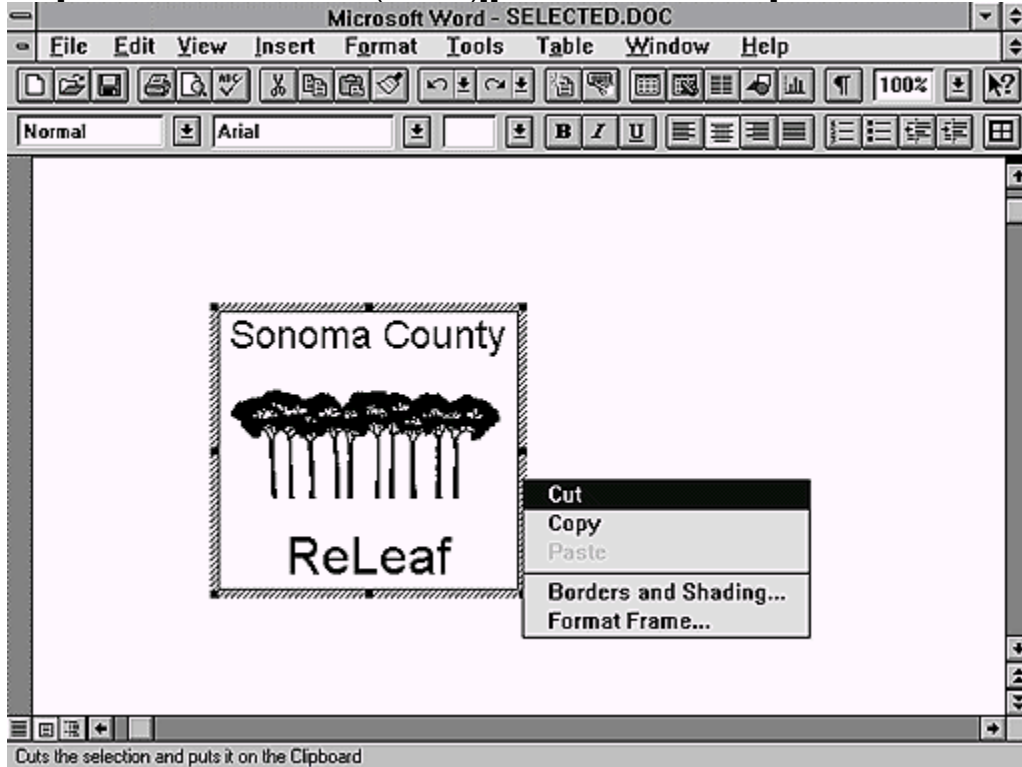 Microsoft Word - SELECTED.DOC
File Edit View Insert Format Tools Table Window Help
ABC 100% ?
Normal Arial B I U
Sonoma County
ReLeaf
Cut
Copy
Paste
Borders and Shading...
Format Frame...
Cuts the selection and puts it on the Clipboard